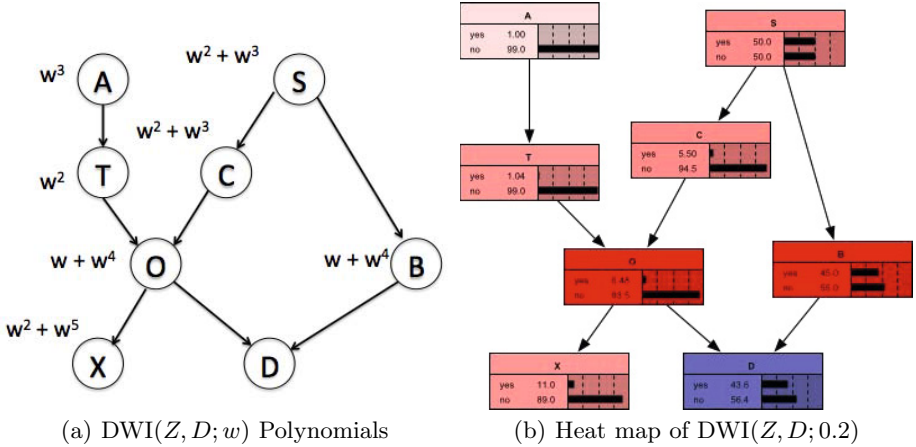 A
yes 1.00
no 99.0
S
yes 50.0
no 50.0
w² + w³
w³
A
S
w² + w³
C
yes 5.50
no 94.5
T
yes 1.04
no 99.0
w²
T
C
w + w⁴
O
w + w⁴
B
O
yes 6.48
no 93.5
B
yes 45.0
no 55.0
w² + w⁵
X
D
X
yes 11.0
no 89.0
D
yes 43.6
no 56.4
(a) DWI(Z, D; w) Polynomials
(b) Heat map of DWI(Z, D; 0.2)